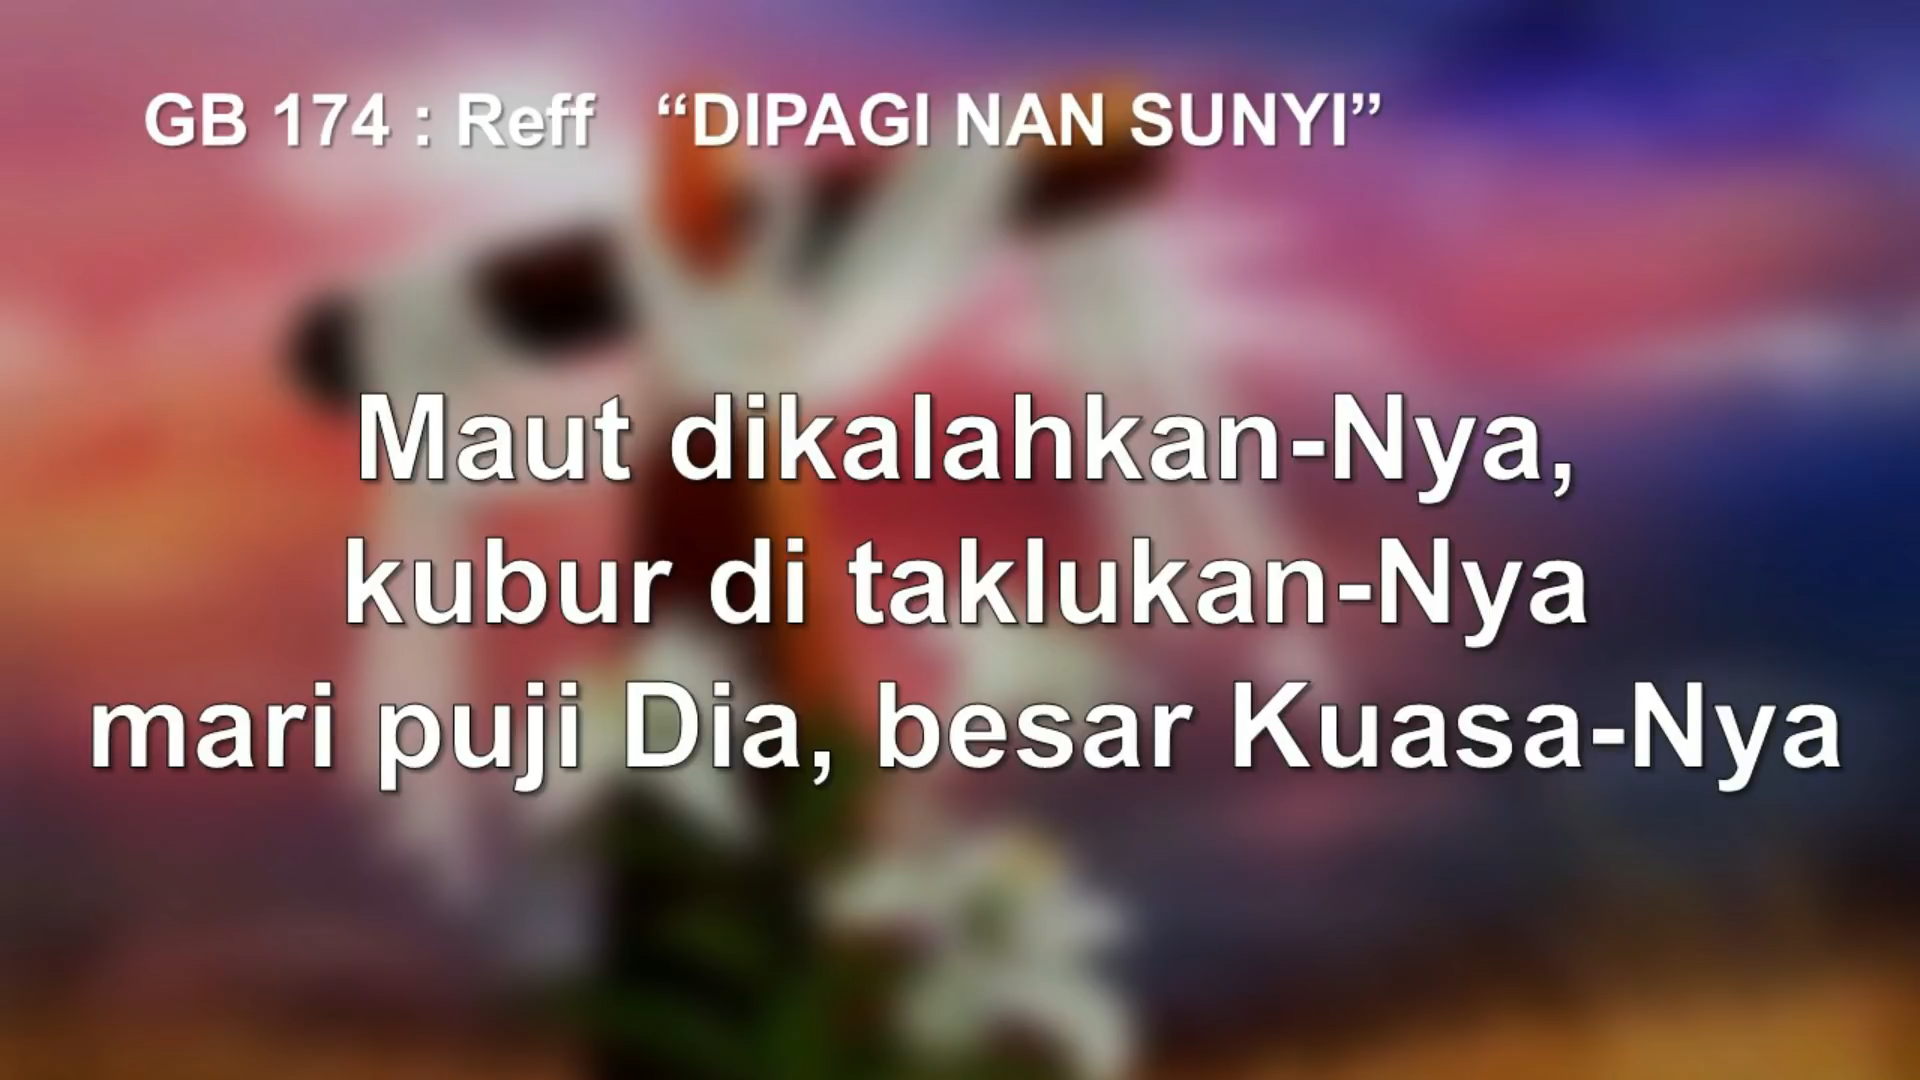 GB 174 : Reff “DIPAGI NAN SUNYI”
Maut dikalahkan-Nya,
kubur di taklukan-Nya
mari puji Dia, besar Kuasa-Nya